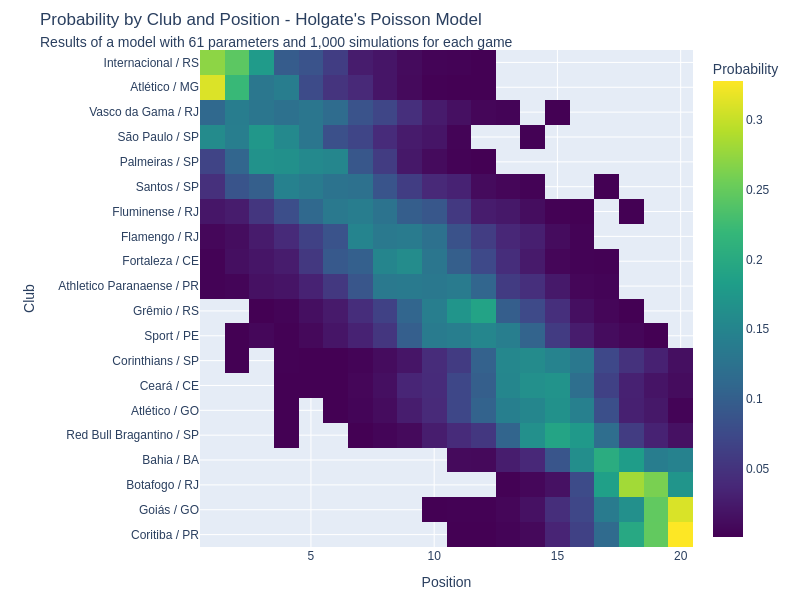 Probability by Club and Position - Holgate's Poisson Model
Results of a model with 61 parameters and 1,000 simulations for each game
Internacional / RS
Atlético / MG
Vasco da Gama / RJ
São Paulo / SP
Palmeiras / SP
Santos / SP
Fluminense / RJ
Flamengo / RJ
Fortaleza / CE
Athletico Paranaense / PR
Grêmio / RS
Sport / PE
Corinthians / SP
Ceará / CE
Atlético / GO
Red Bull Bragantino / SP
Bahia / BA
Botafogo / RJ
Goiás / GO
Coritiba / PR
Club
5
10
15
20
Position
Probability
0.3
0.25
0.2
0.15
0.1
0.05